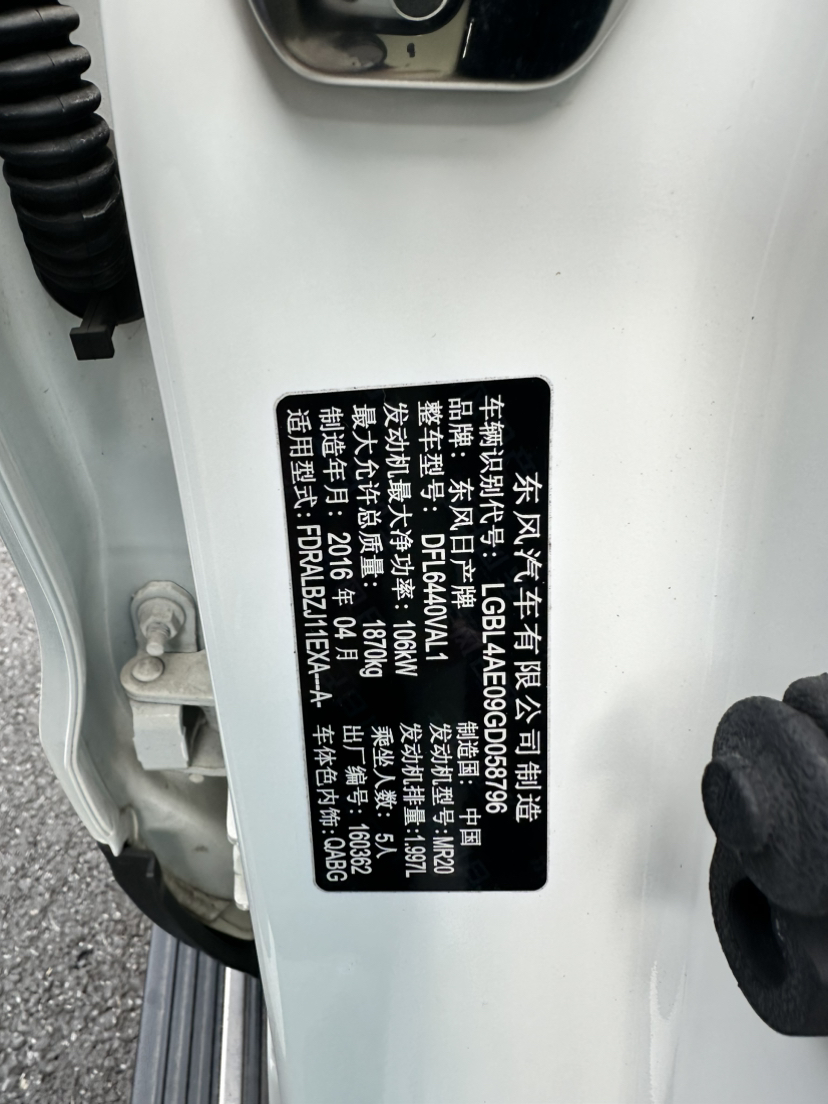 东风汽车有限公司制造
车辆识别代号: LGBL4AE09GD058796
品牌: 东风日产牌 制造国: 中国
整车型号: DFL6440VAL1 发动机型号: MR20
发动机最大净功率: 106kW 发动机排量: 1.997L
最大允许总质量: 1870kg 乘坐人数: 5人
制造年月: 2016 年 04 月 出厂编号: 160362
适用型式: FDRALBZJ11EXA---A- 车体色内饰: QABG